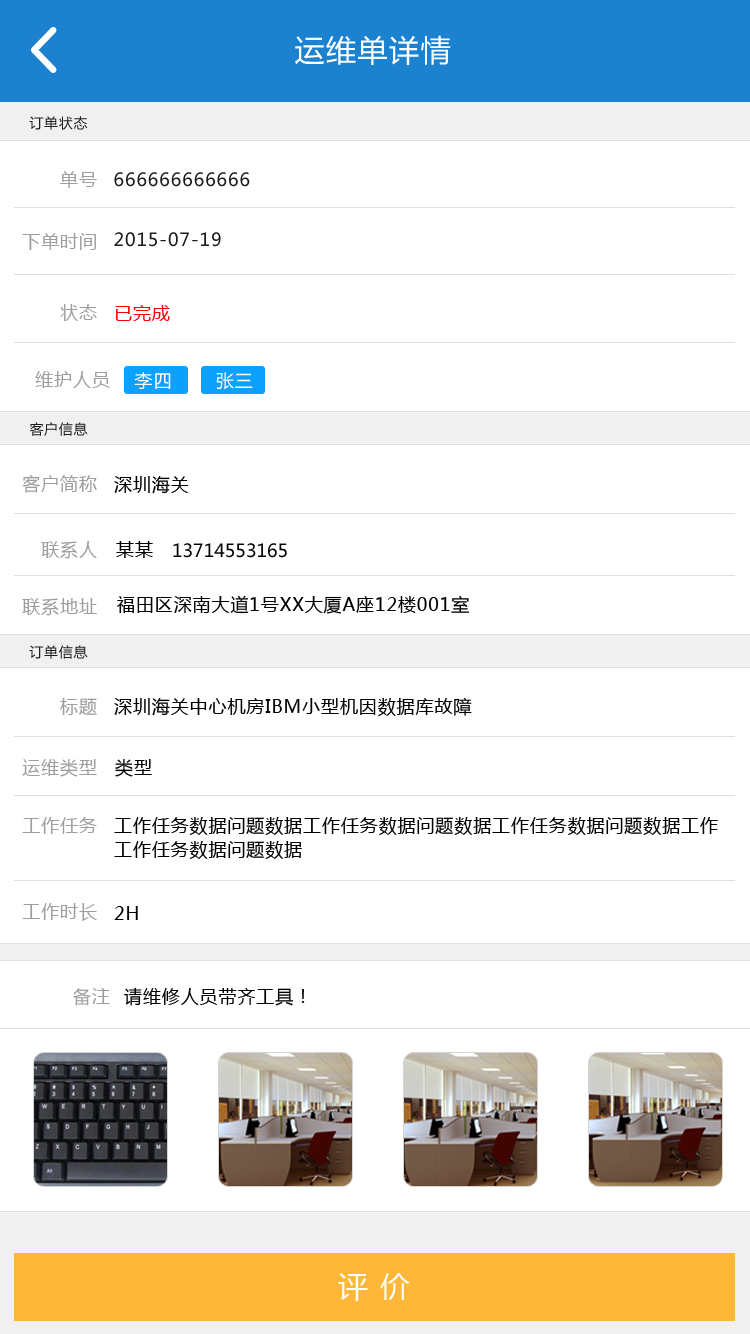 运维单详情
订单状态
单号 666666666666
下单时间 2015-07-19
状态 已完成
维护人员 李四 张三
客户信息
客户简称 深圳海关
联系人 某某 13714553165
联系地址 福田区深南大道1号XX大厦A座12楼001室
订单信息
标题 深圳海关中心机房IBM小型机因数据库故障
运维类型 类型
工作任务 工作任务数据问题数据工作任务数据问题数据工作任务数据问题数据工作
工作任务数据问题数据
工作时长 2H
备注 请维修人员带齐工具！
W E R T Y U I
S D F G H J
Z X C V B N M
Alt
评 价